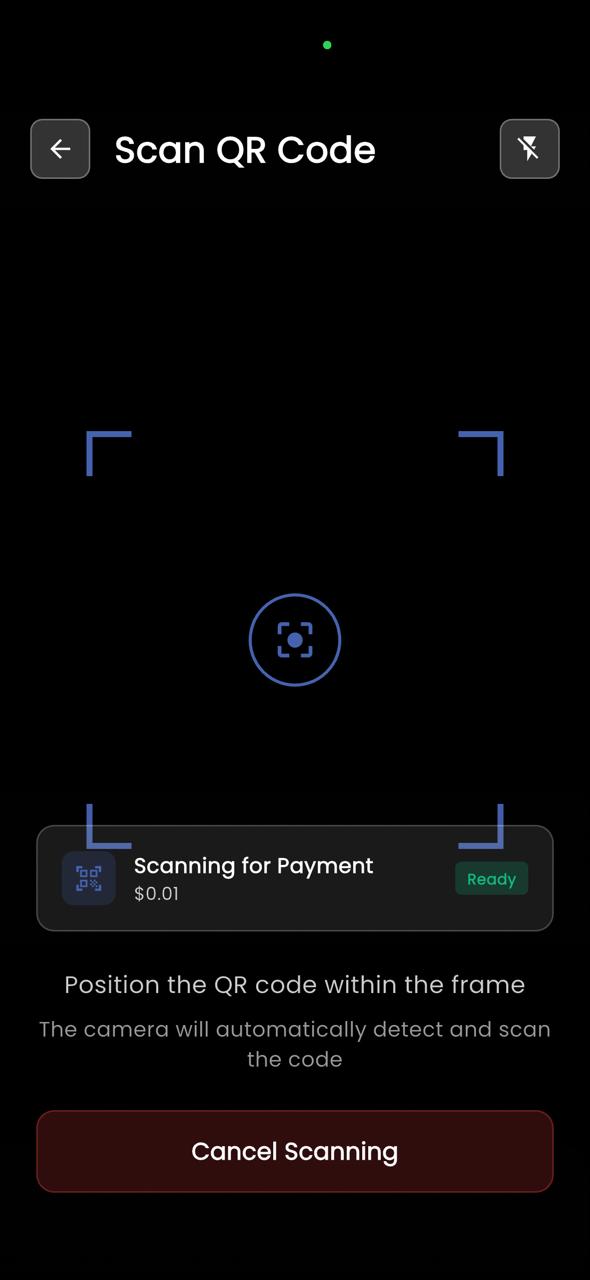 Scan QR Code
Scanning for Payment
$0.01
Ready
Position the QR code within the frame
The camera will automatically detect and scan
the code
Cancel Scanning